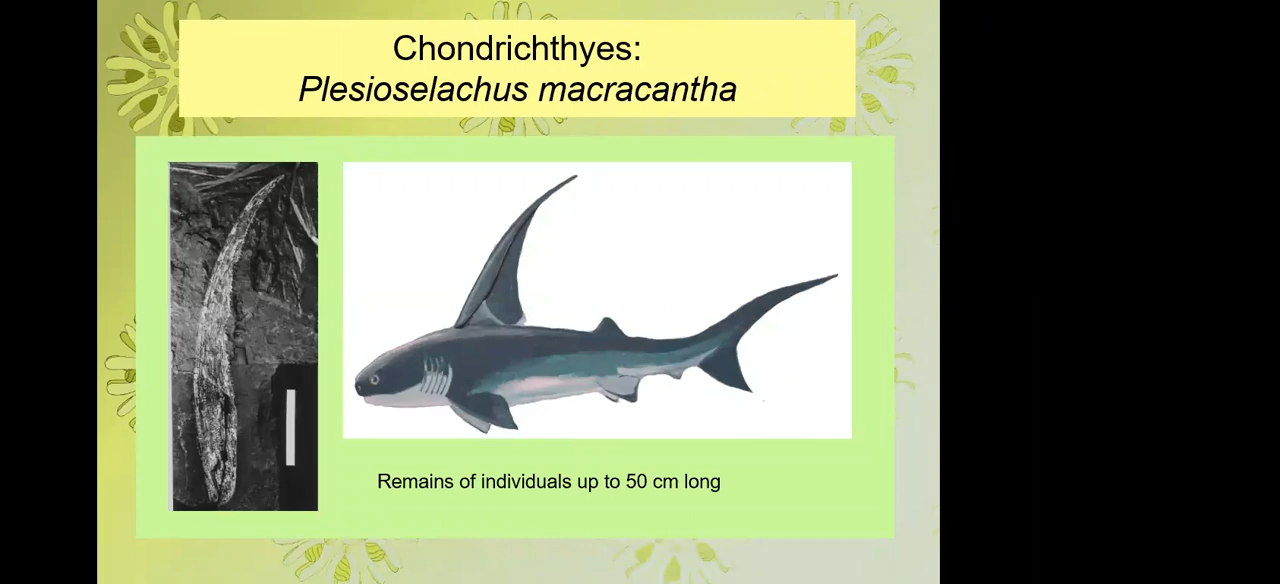 Chondrichthyes:
Plesioselachus macracantha
Remains of individuals up to 50 cm long